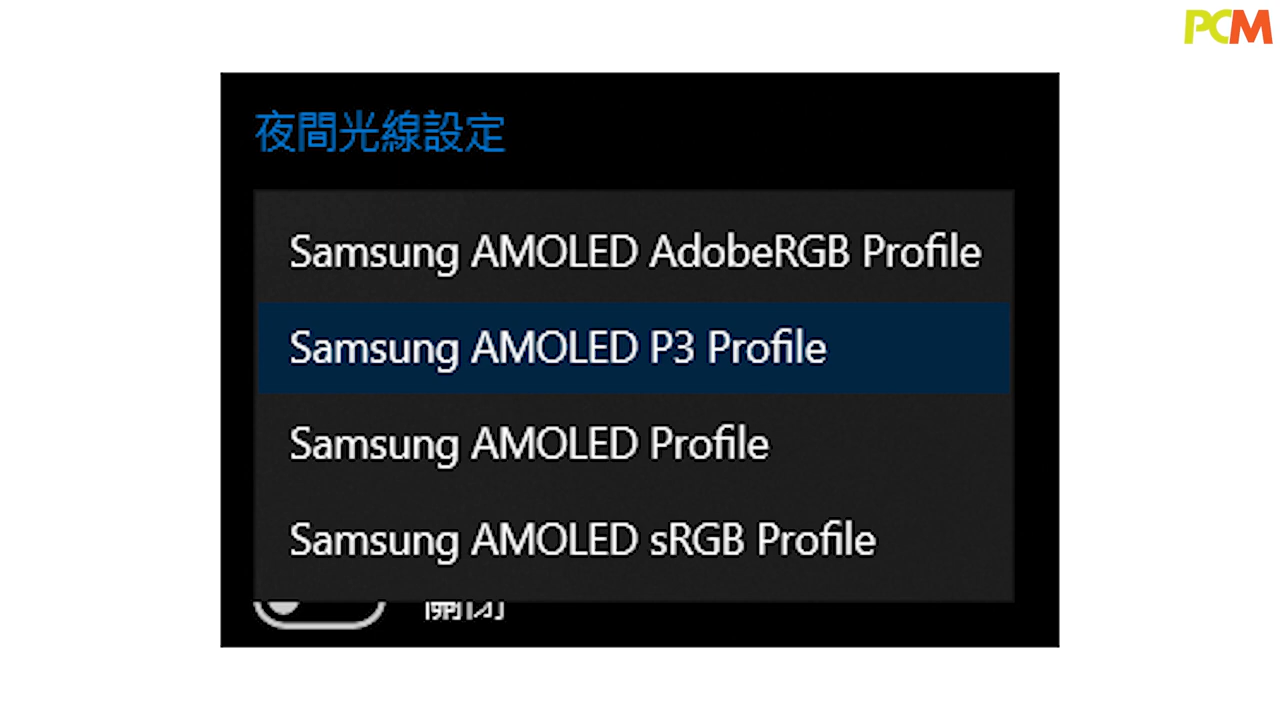 PCM
夜間光線設定
Samsung AMOLED AdobeRGB Profile
Samsung AMOLED P3 Profile
Samsung AMOLED Profile
Samsung AMOLED sRGB Profile